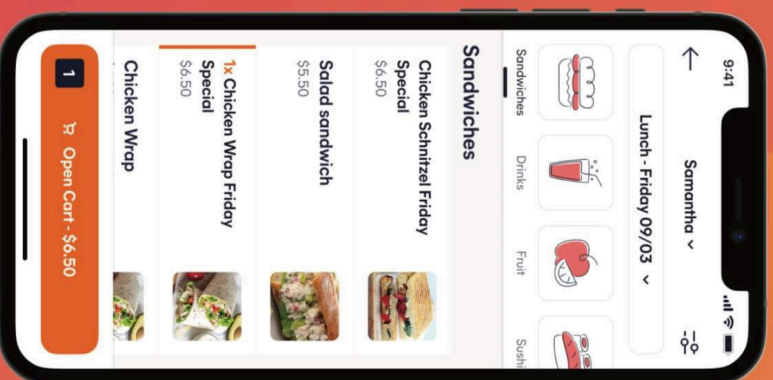 9:41
Samantha
Lunch - Friday 09/03
Sandwiches
Drinks
Fruit
Sushi
Sandwiches
Chicken Schnitzel Friday
Special
$6.50
Salad sandwich
$5.50
1x Chicken Wrap Friday
Special
$6.50
Chicken Wrap
1
Open Cart - $6.50